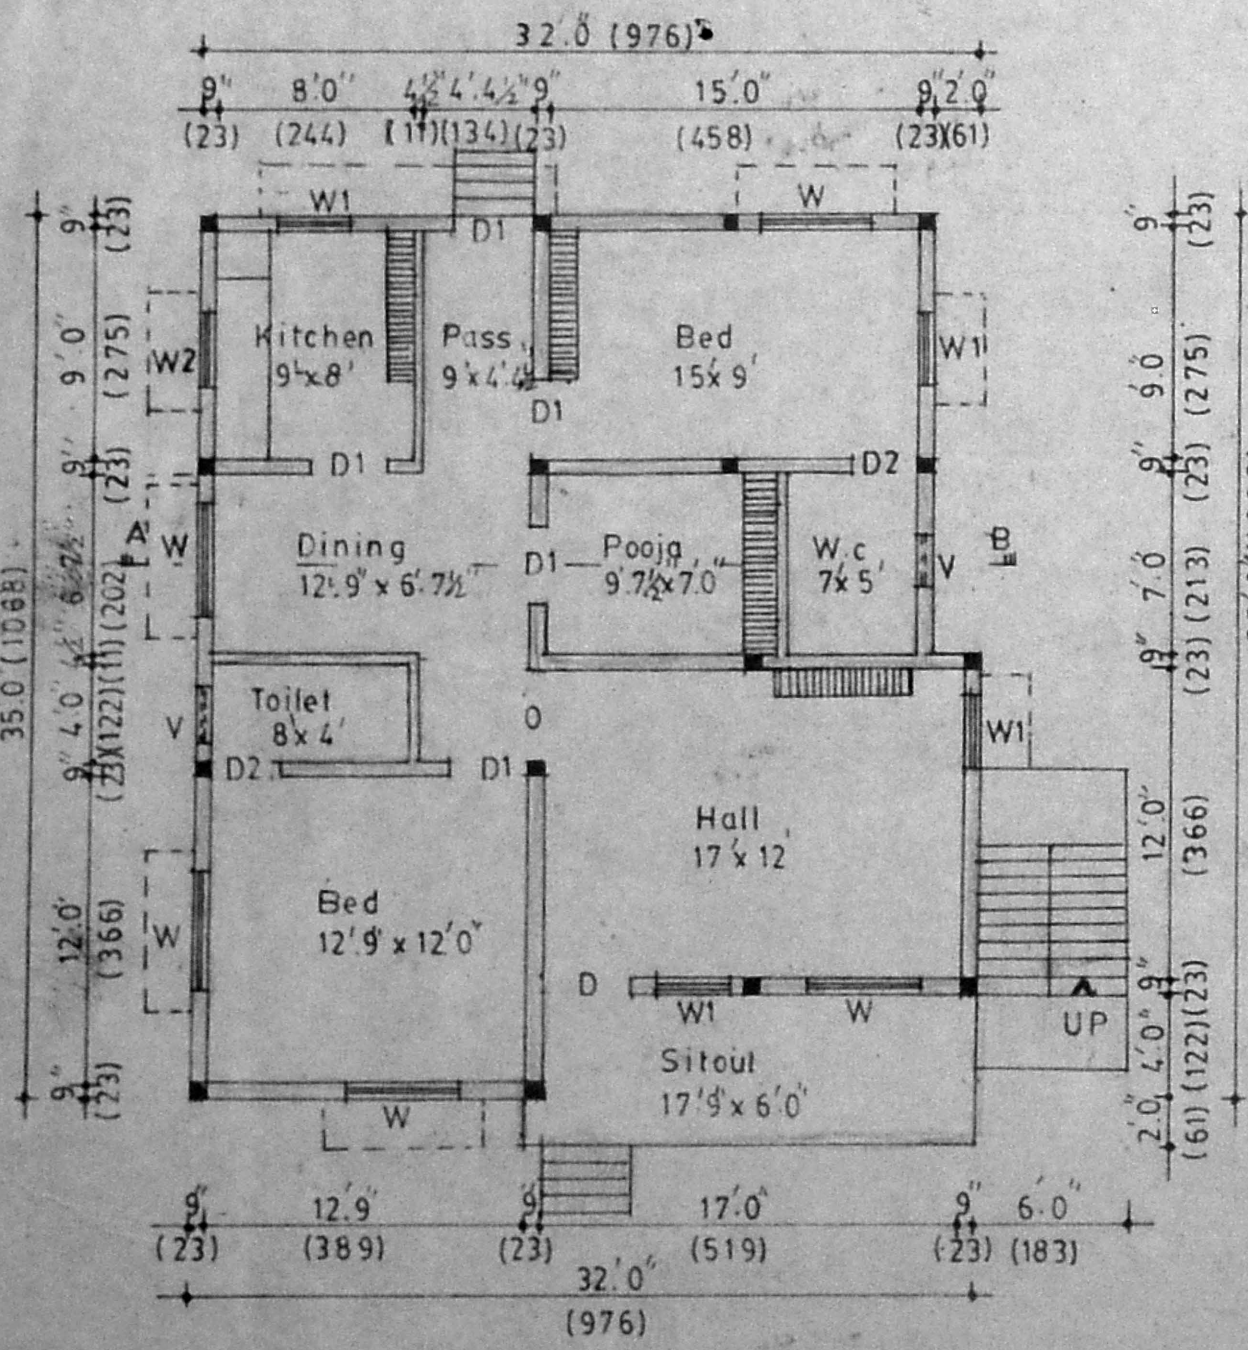 32'.0" (976)
9" 8'.0" 4½" 4'.4½" 9" 15'.0" 9" 2'.0"
(23) (244) (11) (134) (23) (458) (23) (61)
W1 W
D1
9" (23)
9" (23)
Kitchen Pass. Bed
9'x8' 9'x4'.4½ 15'x 9'
W2 W1
9'.0" (275)
9'.0 (275)
D1
D1 D2
9" (23)
9" (23)
A W Dining D1 Pooja W.c V B
12'.9" x 6'.7½" 9'.7½"x7'.0" 7'x 5'
6'.7½" (202)
7'.0" (213)
4½" (11)
9" (23)
35.0 (1068)
V Toilet O W1
8'x 4'
4'.0" (122)
D2 D1
9" (23)
Hall
17'x 12'
12'.0" (366)
Bed
12'.9" x 12'.0"
W
12'.0" (366)
D W1 W
9" (23)
UP
Sitout
17'.9"x 6'.0"
4'.0" (122)
9" (23)
W
2'.0" (61)
9" 12'.9" 9" 17'.0" 9" 6'.0"
(23) (389) (23) (519) (23) (183)
32'.0"
(976)